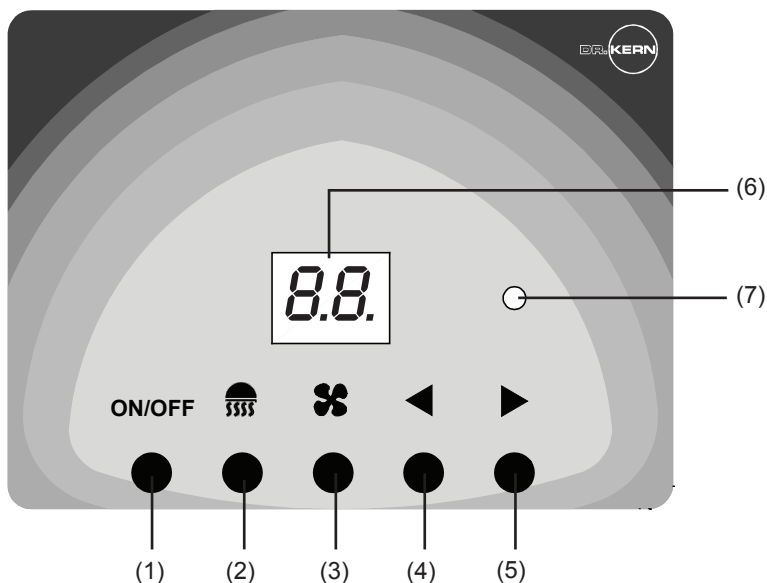 DR. KERN
(6)
8.8.
(7)
ON/OFF
(1) (2) (3) (4) (5)